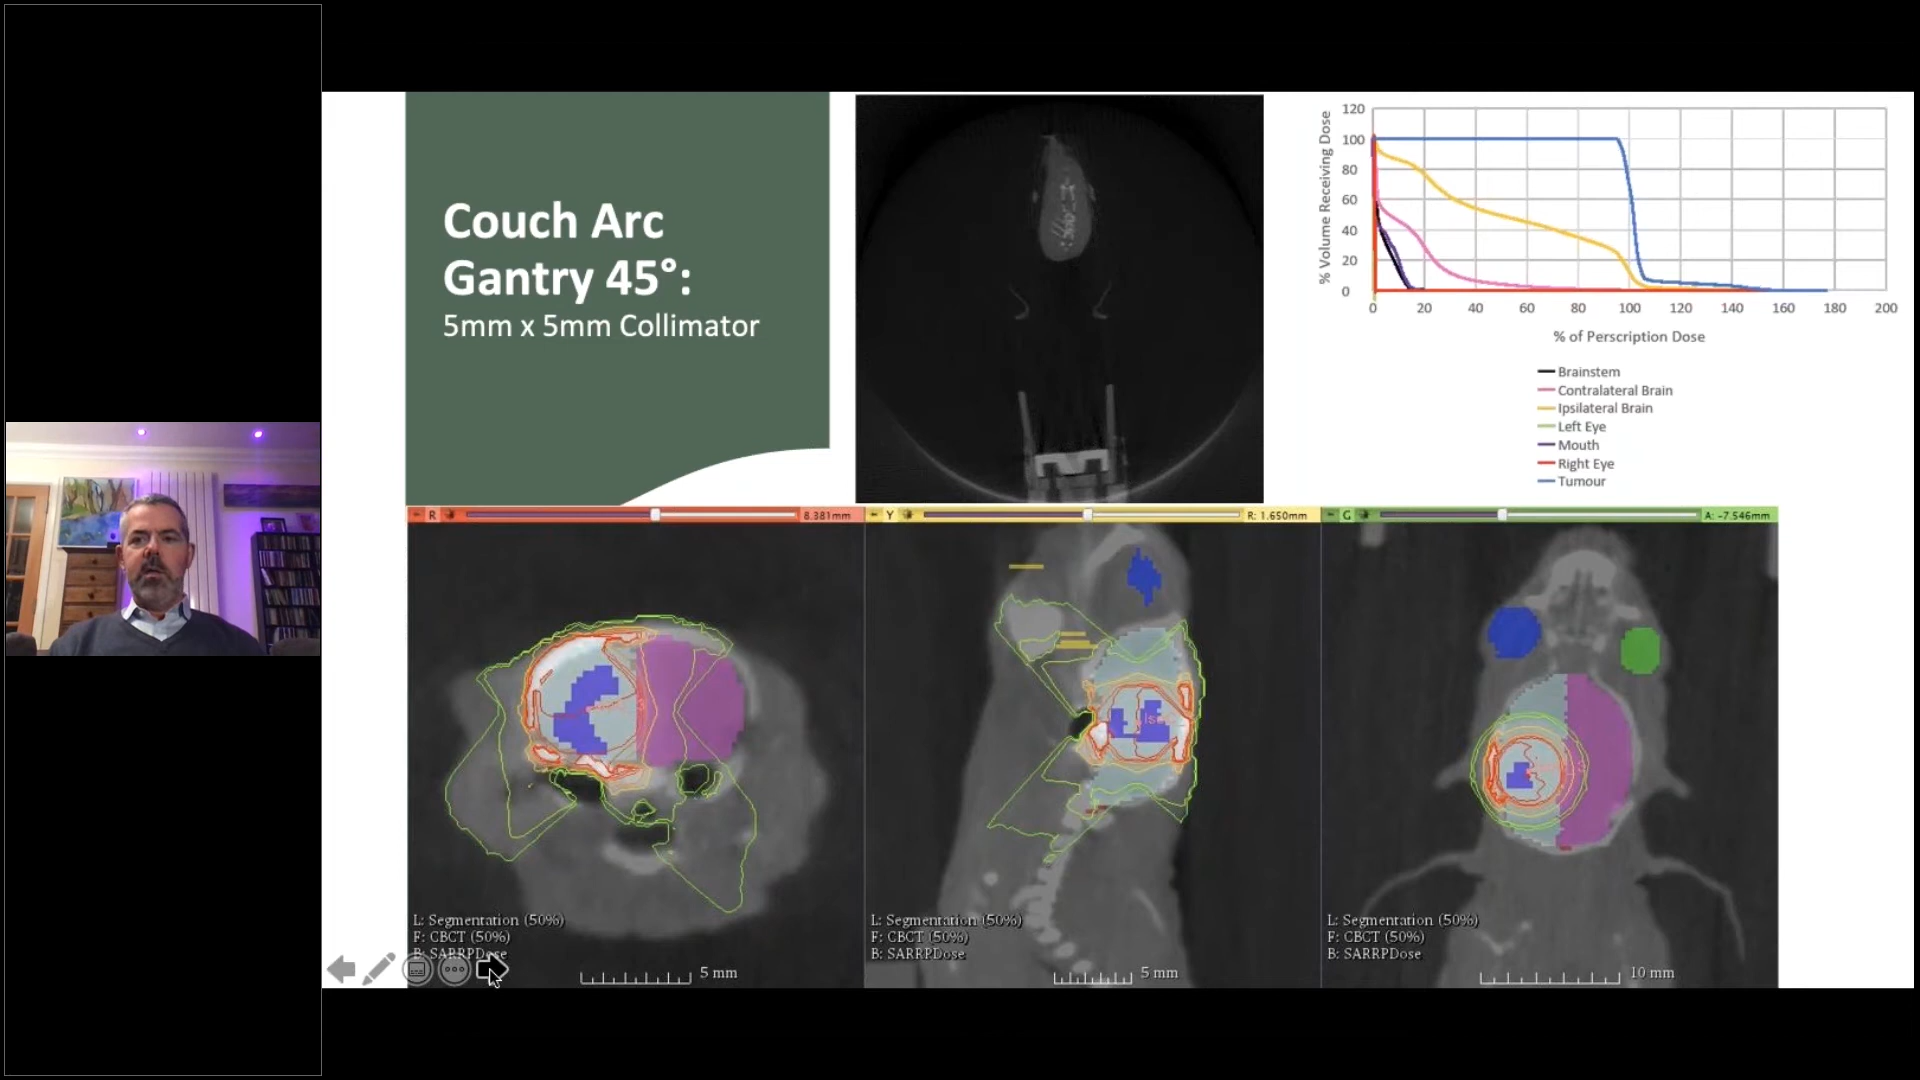 Couch Arc
Gantry 45°:
5mm x 5mm Collimator
% Volume Receiving Dose
120
100
80
60
40
20
0
0 20 40 60 80 100 120 140 160 180 200
% of Perscription Dose
Brainstem
Contralateral Brain
Ipsilateral Brain
Left Eye
Mouth
Right Eye
Tumour
R 8.381mm
Y R: 1.650mm
G A: -7.546mm
L: Segmentation (50%)
F: CBCT (50%)
B: SARRPDose
5 mm
L: Segmentation (50%)
F: CBCT (50%)
B: SARRPDose
5 mm
L: Segmentation (50%)
F: CBCT (50%)
B: SARRPDose
10 mm